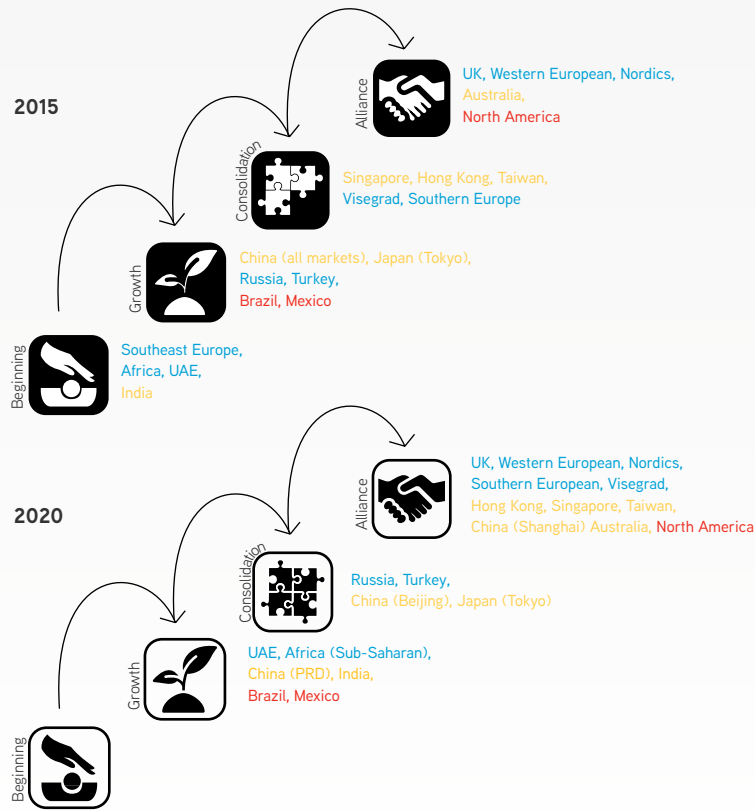 2015
Alliance
UK, Western European, Nordics,
Australia,
North America
Consolidation
Singapore, Hong Kong, Taiwan,
Visegrad, Southern Europe
Growth
China (all markets), Japan (Tokyo),
Russia, Turkey,
Brazil, Mexico
Beginning
Southeast Europe,
Africa, UAE,
India
2020
Alliance
UK, Western European, Nordics,
Southern European, Visegrad,
Hong Kong, Singapore, Taiwan,
China (Shanghai) Australia, North America
Consolidation
Russia, Turkey,
China (Beijing), Japan (Tokyo)
Growth
UAE, Africa (Sub-Saharan),
China (PRD), India,
Brazil, Mexico
Beginning